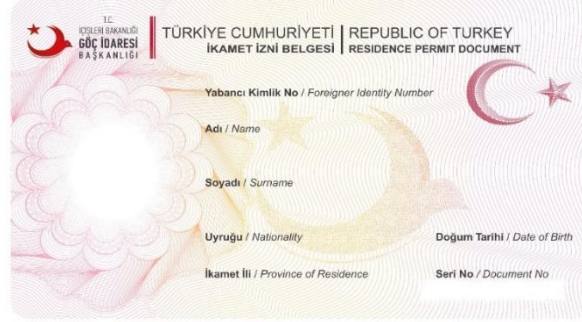 T.C.
İÇİŞLERİ BAKANLIĞI
GÖÇ İDARESİ
BAŞKANLIĞI
TÜRKİYE CUMHURİYETİ | REPUBLIC OF TURKEY
İKAMET İZNİ BELGESİ | RESIDENCE PERMIT DOCUMENT
Yabancı Kimlik No / Foreigner Identity Number
Adı / Name
Soyadı / Surname
Uyruğu / Nationality
Doğum Tarihi / Date of Birth
İkamet İli / Province of Residence
Seri No / Document No